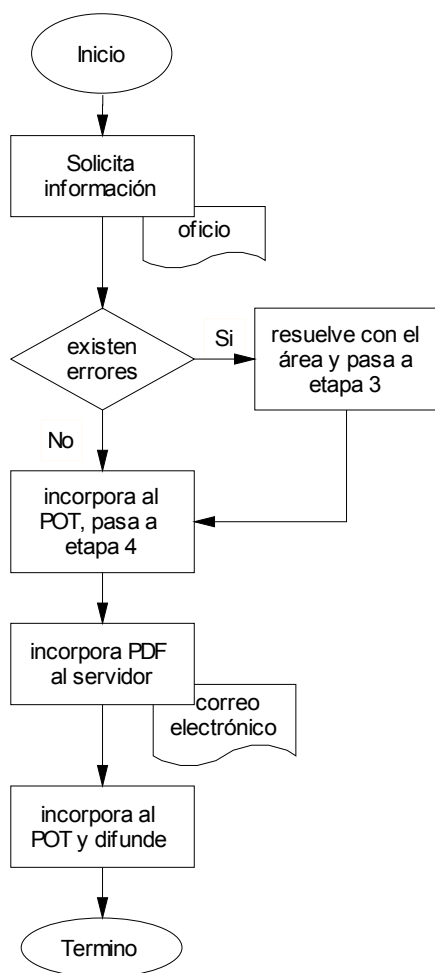 Inicio
Solicita
información
oficio
existen
errores
Si
resuelve con el
área y pasa a
etapa 3
No
incorpora al
POT, pasa a
etapa 4
incorpora PDF
al servidor
correo
electrónico
incorpora al
POT y difunde
Termino